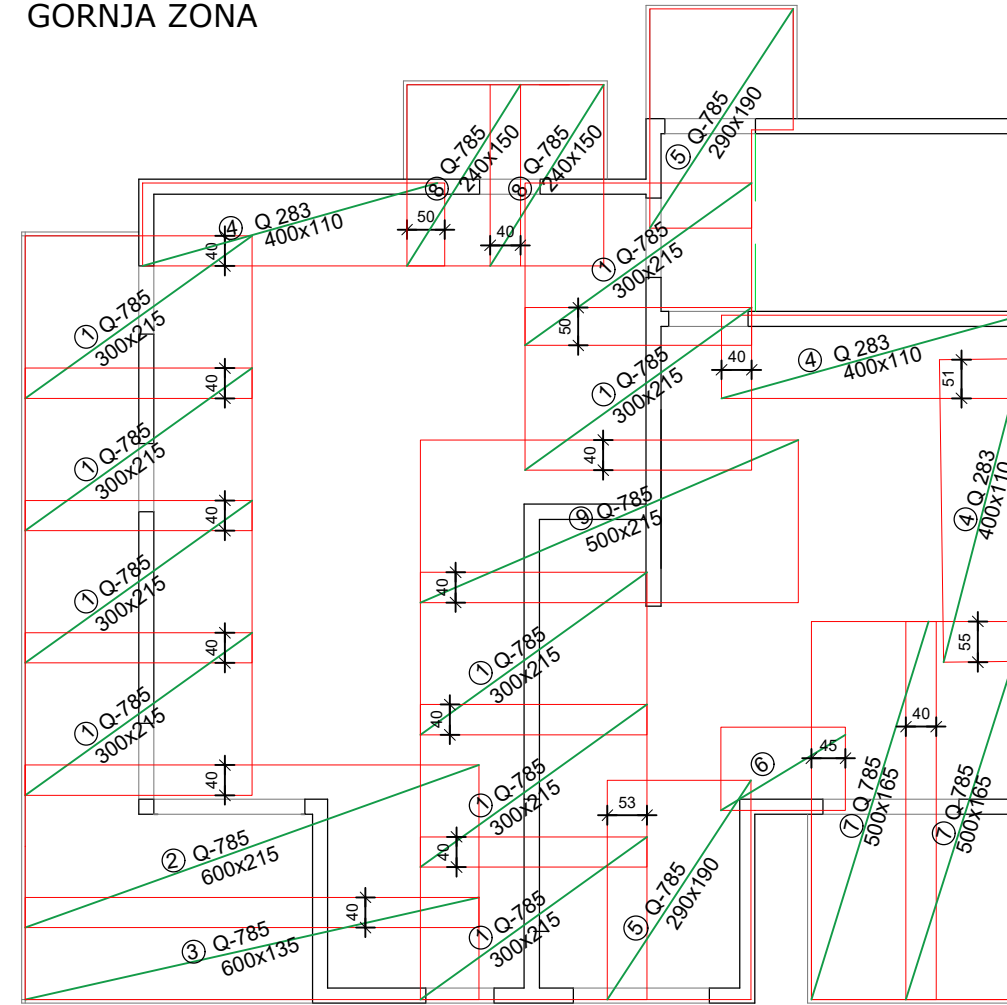 GORNJA ZONA
5 Q-785
290x190
8 Q-785
240x150
8 Q-785
240x150
4 Q 283
400x110
50
40
40
1 Q-785
300x215
1 Q-785
300x215
50
1 Q-785
300x215
40
4 Q 283
400x110
40
51
1 Q-785
300x215
40
1 Q-785
300x215
40
4 Q 283
400x110
9 Q-785
500x215
40
40
1 Q-785
300x215
40
1 Q-785
300x215
40
55
1 Q-785
300x215
40
40
6
45
7 Q 785
500x165
40
7 Q 785
500x165
1 Q-785
300x215
53
2 Q-785
600x215
40
5 Q-785
290x190
40
1 Q-785
300x215
3 Q-785
600x135